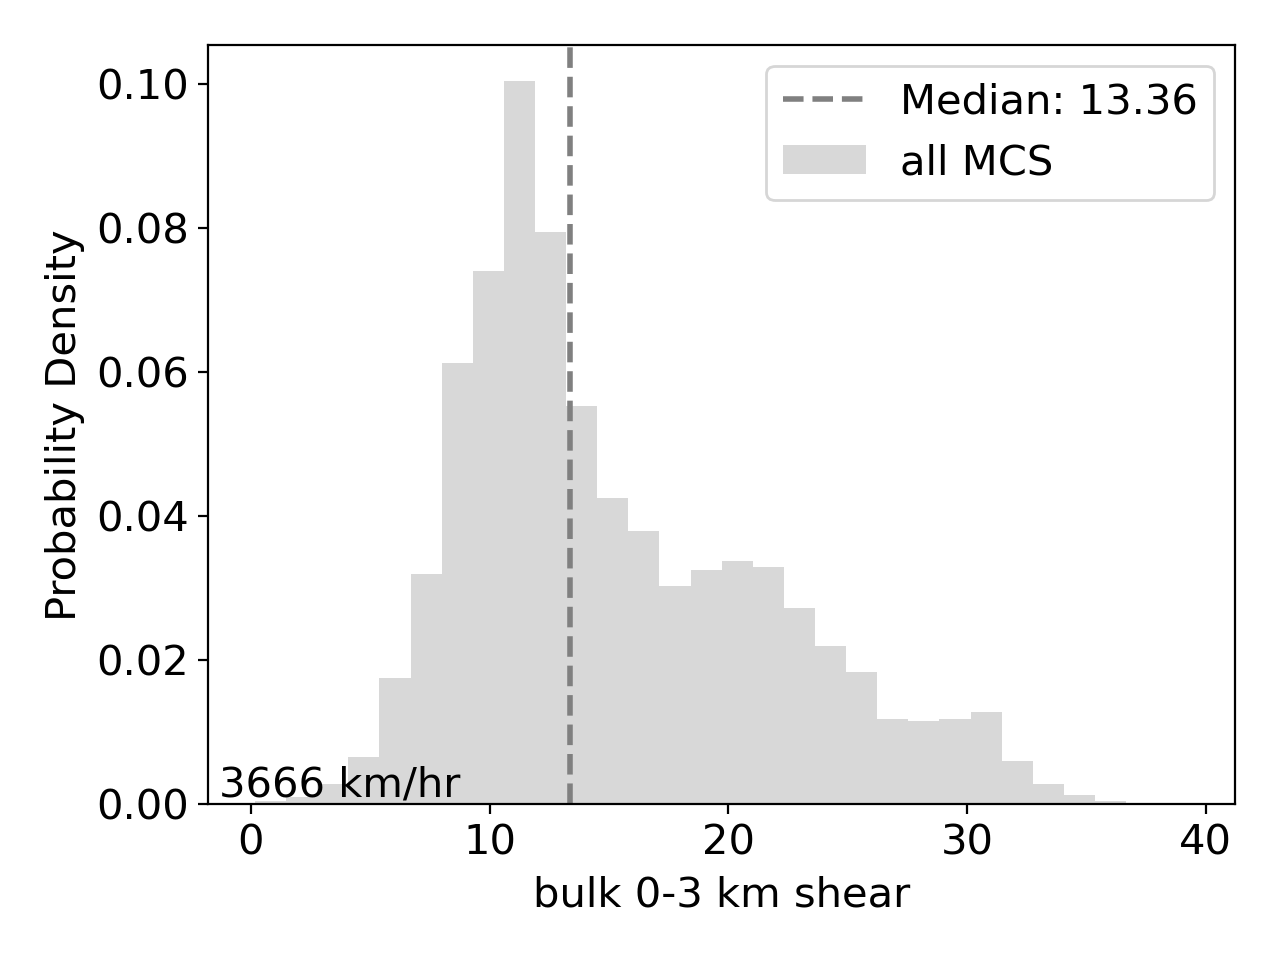 0.10
0.08
0.06
0.04
0.02
0.00
Probability Density
Median: 13.36
all MCS
3666 km/hr
0 10 20 30 40
bulk 0-3 km shear